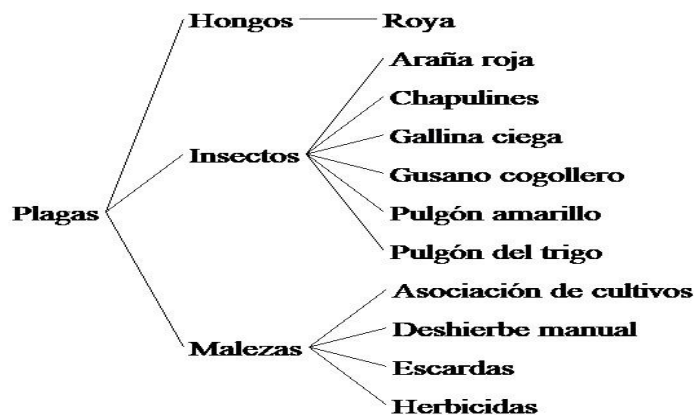 Hongos Roya
Araña roja
Chapulines
Gallina ciega
Insectos
Gusano cogollero
Plagas
Pulgón amarillo
Pulgón del trigo
Asociación de cultivos
Deshierbe manual
Malezas
Escardas
Herbicidas